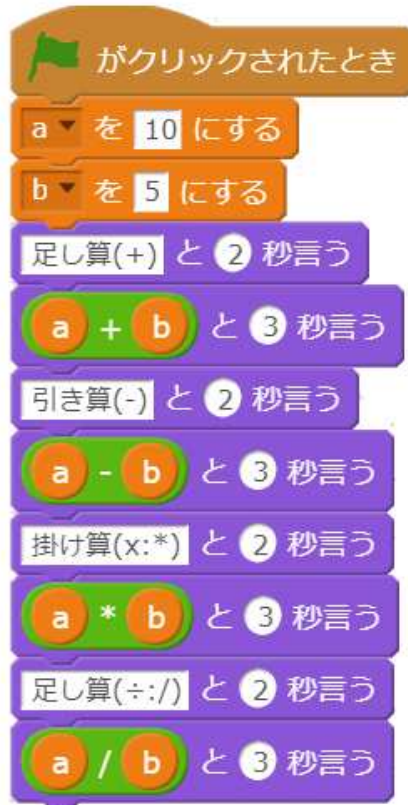 がクリックされたとき
a を 10 にする
b を 5 にする
足し算(+) と 2 秒言う
a + b と 3 秒言う
引き算(-) と 2 秒言う
a - b と 3 秒言う
掛け算(x:*) と 2 秒言う
a * b と 3 秒言う
足し算(÷:/) と 2 秒言う
a / b と 3 秒言う